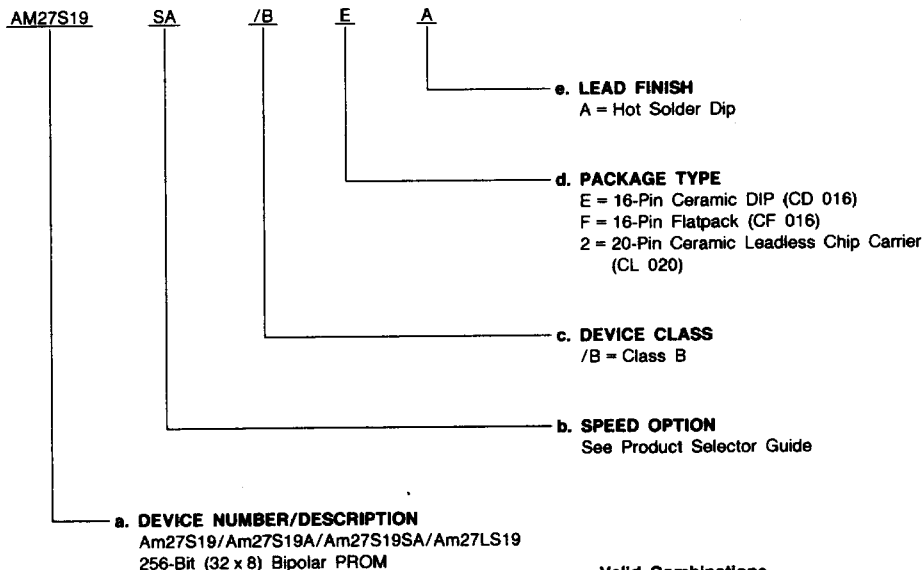 AM27S19 SA /B E A
e. LEAD FINISH
A = Hot Solder Dip
d. PACKAGE TYPE
E = 16-Pin Ceramic DIP (CD 016)
F = 16-Pin Flatpack (CF 016)
2 = 20-Pin Ceramic Leadless Chip Carrier
(CL 020)
c. DEVICE CLASS
/B = Class B
b. SPEED OPTION
See Product Selector Guide
a. DEVICE NUMBER/DESCRIPTION
Am27S19/Am27S19A/Am27S19SA/Am27LS19
256-Bit (32 x 8) Bipolar PROM
Valid Combinations